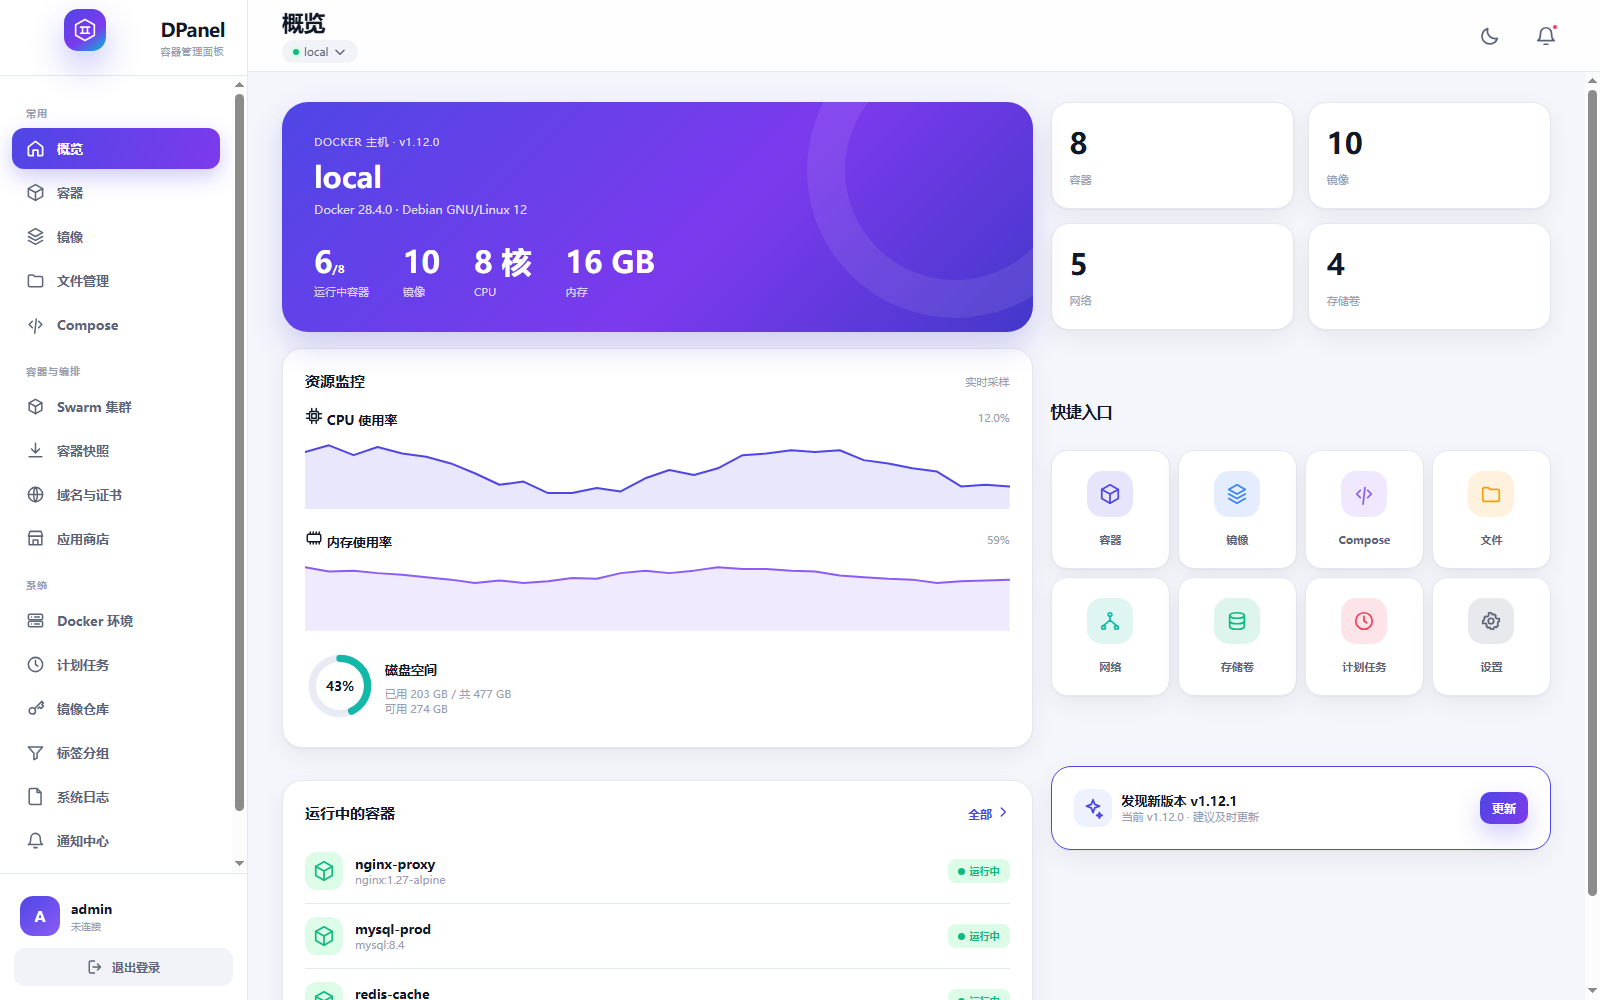 DPanel
容器管理面板
常用
概览
容器
镜像
文件管理
Compose
容器与编排
Swarm 集群
容器快照
域名与证书
应用商店
系统
Docker 环境
计划任务
镜像仓库
标签分组
系统日志
通知中心
A
admin
未连接
退出登录
概览
local
DOCKER 主机 · v1.12.0
local
Docker 28.4.0 · Debian GNU/Linux 12
6/8 10 8 核 16 GB
运行中容器 镜像 CPU 内存
8
容器
10
镜像
5
网络
4
存储卷
资源监控
实时采样
CPU 使用率
12.0%
内存使用率
59%
43%
磁盘空间
已用 203 GB / 共 477 GB
可用 274 GB
快捷入口
容器
镜像
Compose
文件
网络
存储卷
计划任务
设置
发现新版本 v1.12.1
当前 v1.12.0 · 建议及时更新
更新
运行中的容器
全部
nginx-proxy
nginx:1.27-alpine
运行中
mysql-prod
mysql:8.4
运行中
redis-cache
运行中